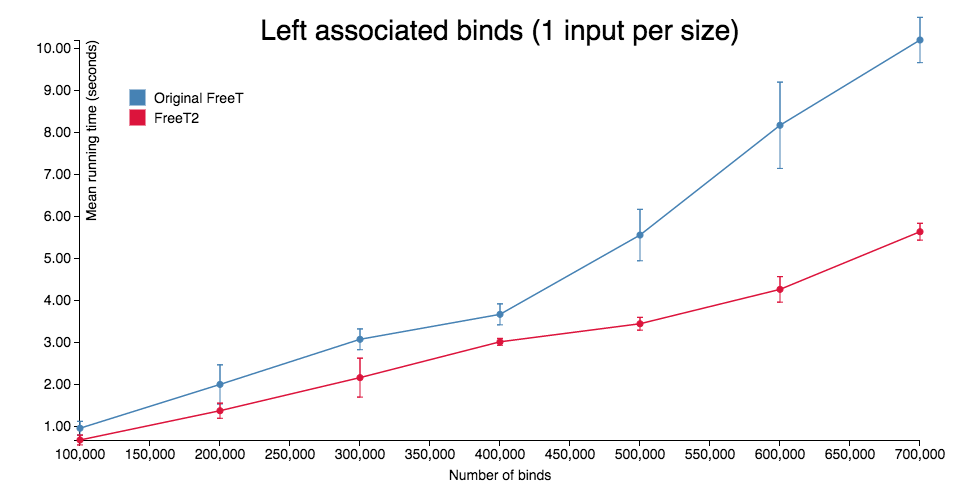 Left associated binds (1 input per size)
Mean running time (seconds)
10.00
9.00
8.00
7.00
6.00
5.00
4.00
3.00
2.00
1.00
Original FreeT
FreeT2
100,000 150,000 200,000 250,000 300,000 350,000 400,000 450,000 500,000 550,000 600,000 650,000 700,000
Number of binds